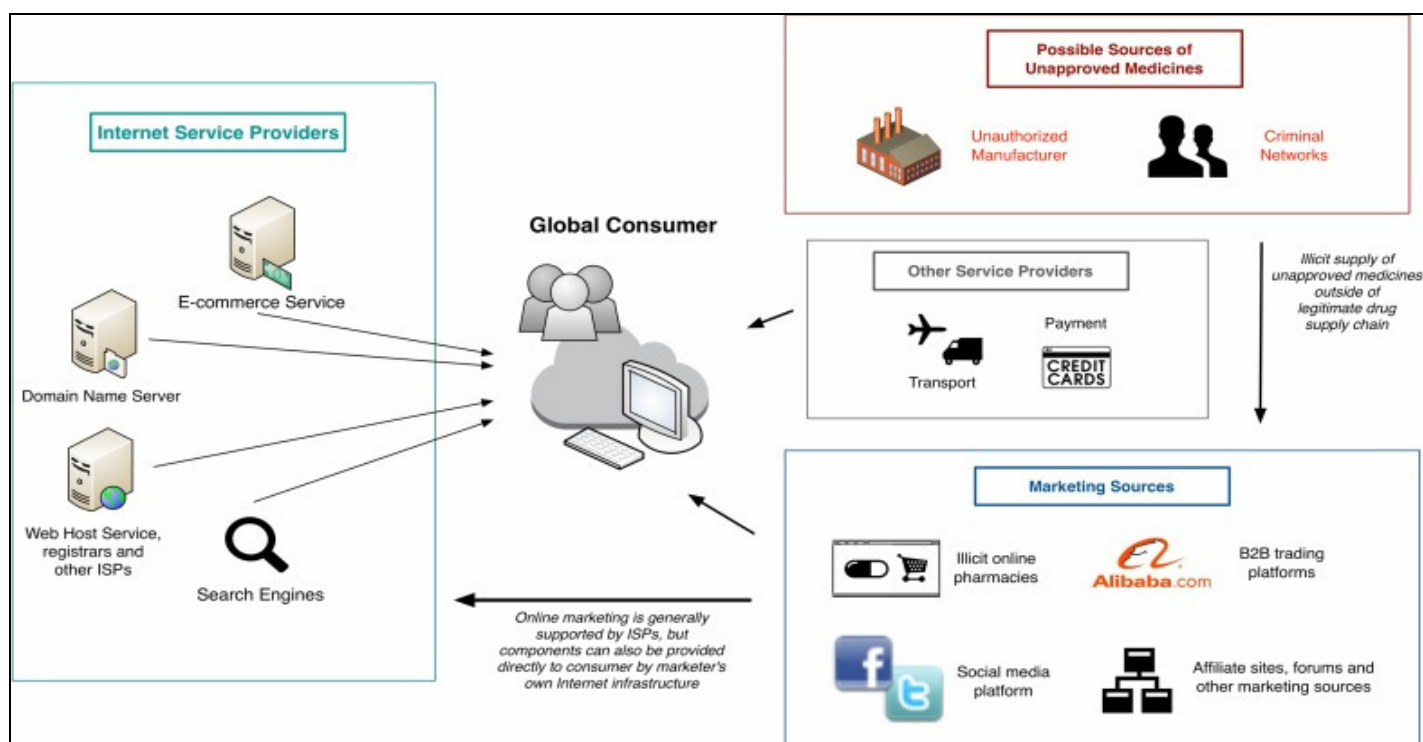 Internet Service Providers
E-commerce Service
Domain Name Server
Web Host Service,
registrars and
other ISPs
Search Engines
Global Consumer
Possible Sources of
Unapproved Medicines
Unauthorized
Manufacturer
Criminal
Networks
Other Service Providers
Transport
Payment
CREDIT
CARDS
Illicit supply of
unapproved medicines
outside of
legitimate drug
supply chain
Marketing Sources
Illicit online
pharmacies
Alibaba.com
B2B trading
platforms
f
t
Social media
platform
Affiliate sites, forums and
other marketing sources
Online marketing is generally
supported by ISPs, but
components can also be provided
directly to consumer by marketer's
own Internet infrastructure